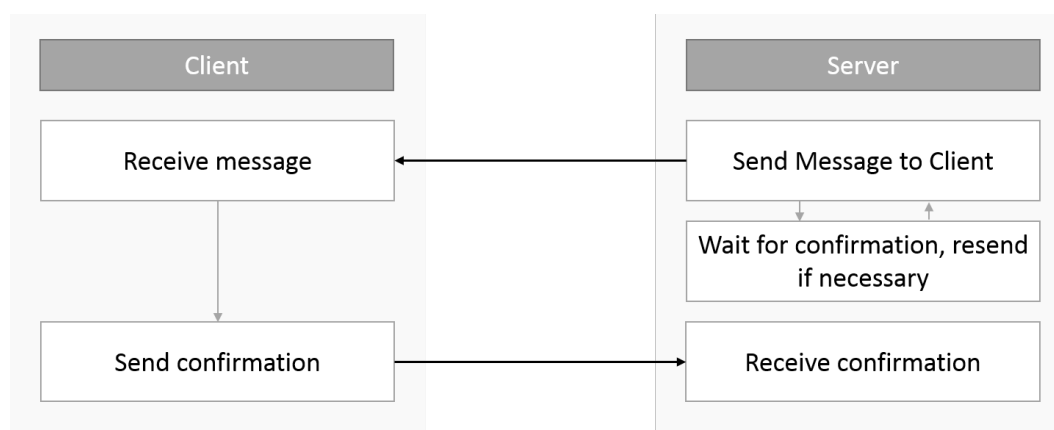 Client
Server
Receive message
Send Message to Client
Wait for confirmation, resend
if necessary
Send confirmation
Receive confirmation